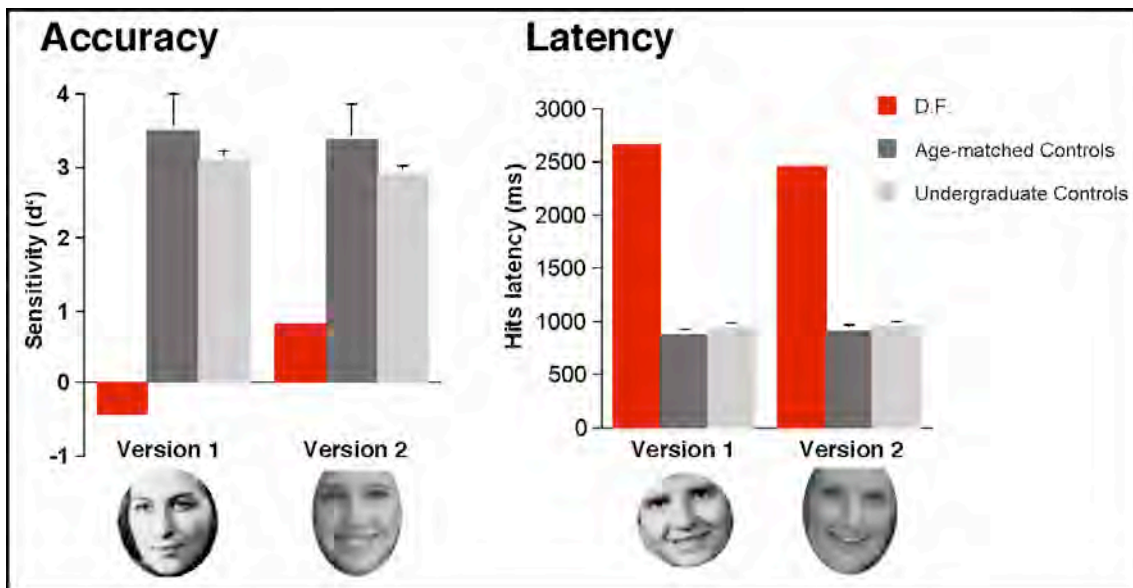 Accuracy
Sensitivity (d‘)
4
3
2
1
0
-1
Version 1
Version 2
Latency
Hits latency (ms)
3000
2500
2000
1500
1000
500
0
Version 1
Version 2
D.F.
Age-matched Controls
Undergraduate Controls